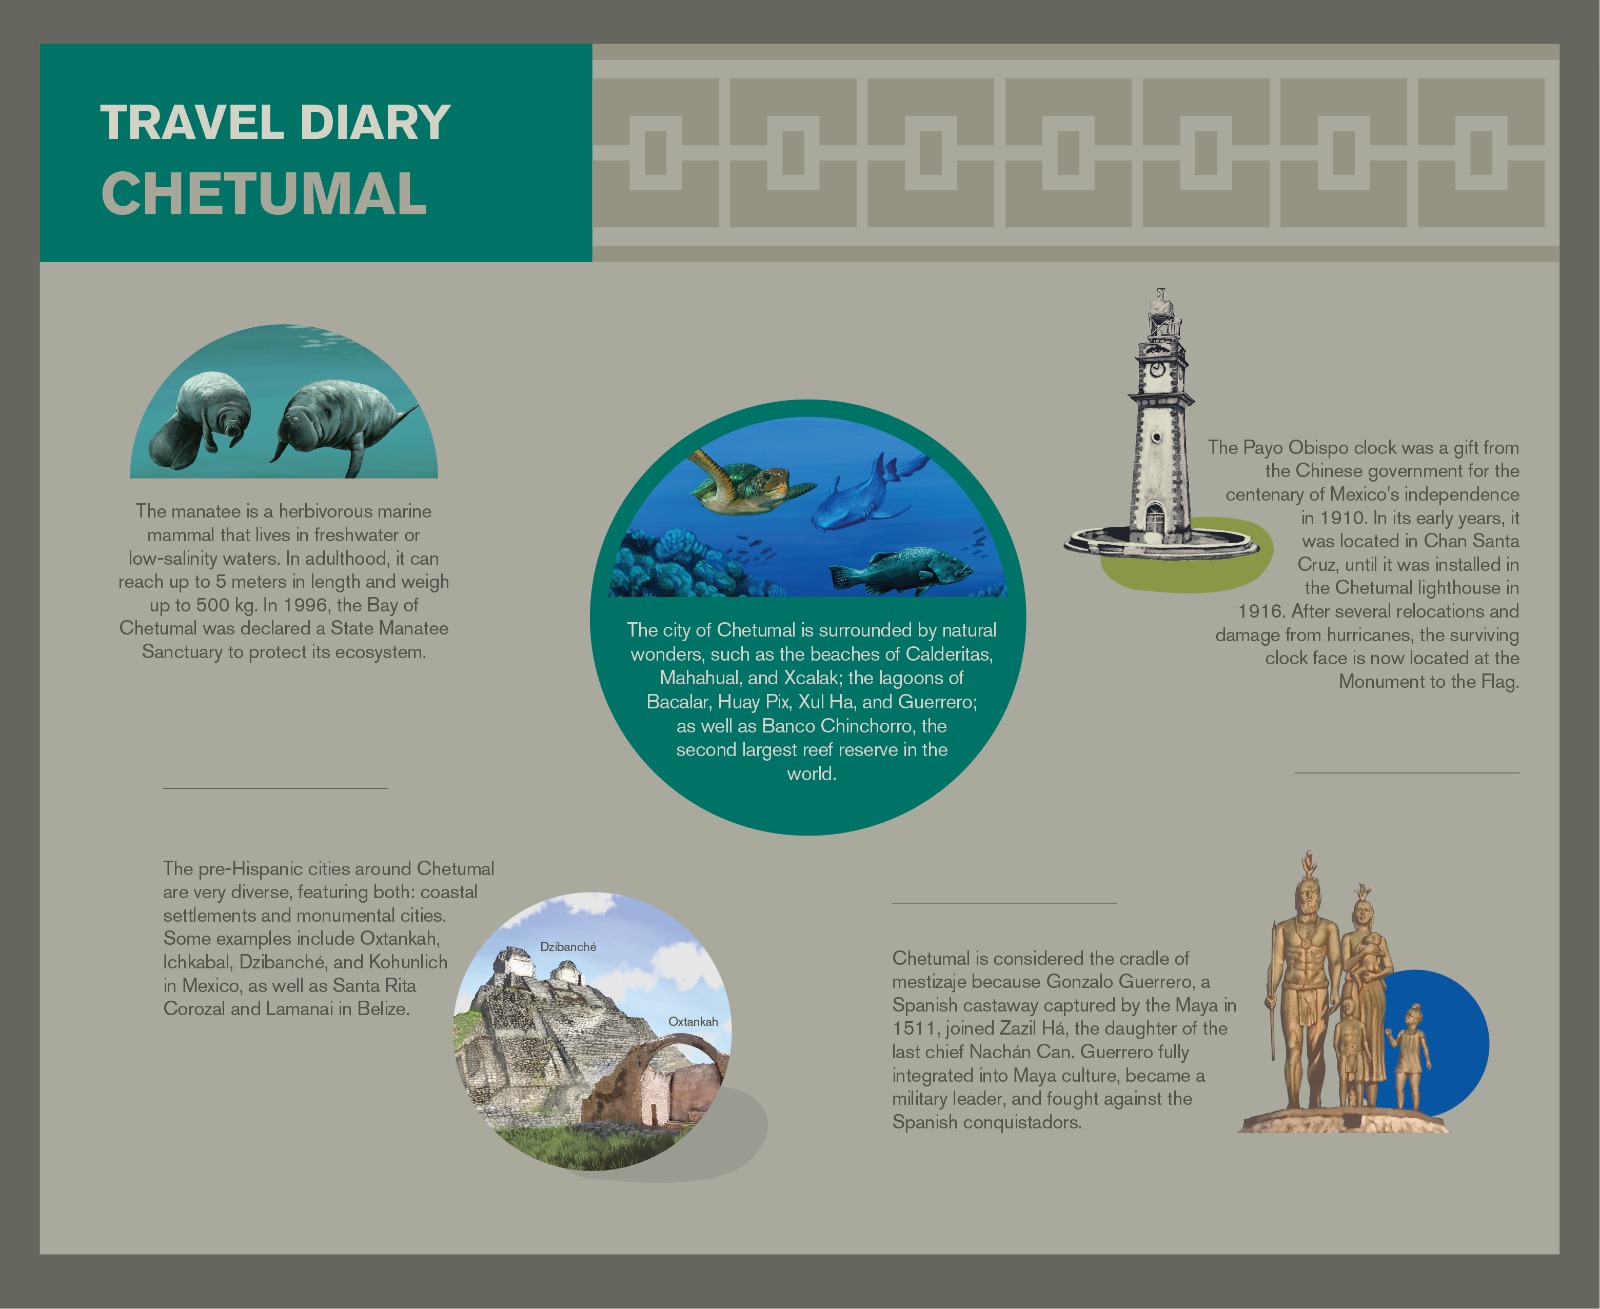 TRAVEL DIARY
CHETUMAL
The manatee is a herbivorous marine
mammal that lives in freshwater or
low-salinity waters. In adulthood, it can
reach up to 5 meters in length and weigh
up to 500 kg. In 1996, the Bay of
Chetumal was declared a State Manatee
Sanctuary to protect its ecosystem.
The city of Chetumal is surrounded by natural
wonders, such as the beaches of Calderitas,
Mahahual, and Xcalak; the lagoons of
Bacalar, Huay Pix, Xul Ha, and Guerrero;
as well as Banco Chinchorro, the
second largest reef reserve in the
world.
The Payo Obispo clock was a gift from
the Chinese government for the
centenary of Mexico's independence
in 1910. In its early years, it
was located in Chan Santa
Cruz, until it was installed in
the Chetumal lighthouse in
1916. After several relocations and
damage from hurricanes, the surviving
clock face is now located at the
Monument to the Flag.
The pre-Hispanic cities around Chetumal
are very diverse, featuring both: coastal
settlements and monumental cities.
Some examples include Oxtankah,
Ichkabal, Dzibanché, and Kohunlich
in Mexico, as well as Santa Rita
Corozal and Lamanai in Belize.
Dzibanché
Oxtankah
Chetumal is considered the cradle of
mestizaje because Gonzalo Guerrero, a
Spanish castaway captured by the Maya in
1511, joined Zazil Há, the daughter of the
last chief Nachán Can. Guerrero fully
integrated into Maya culture, became a
military leader, and fought against the
Spanish conquistadors.